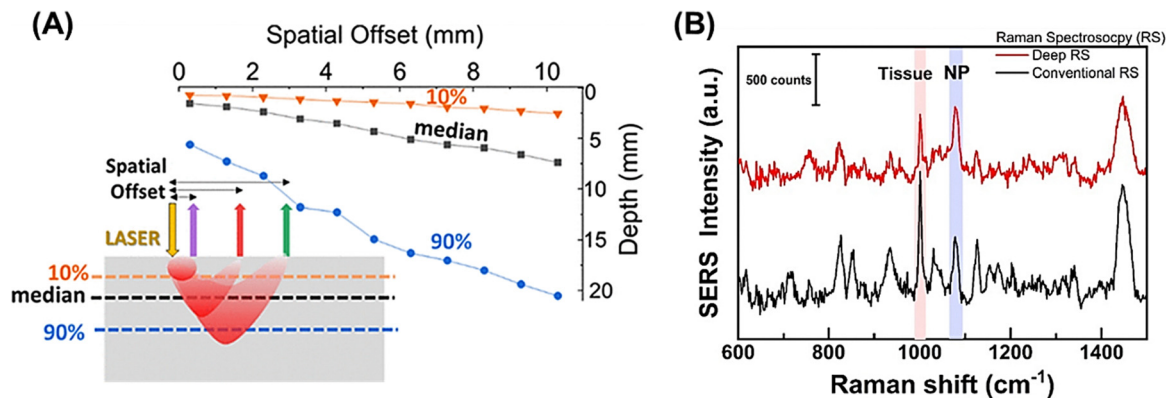 (A)
Spatial Offset (mm)
0 2 4 6 8 10
10%
median
90%
0
5
10
15
20
Depth (mm)
Spatial
Offset
LASER
10%
median
90%
(B)
Raman Spectrosocpy (RS)
Deep RS
Conventional RS
500 counts
Tissue NP
SERS Intensity (a.u.)
600 800 1000 1200 1400
Raman shift (cm⁻¹)